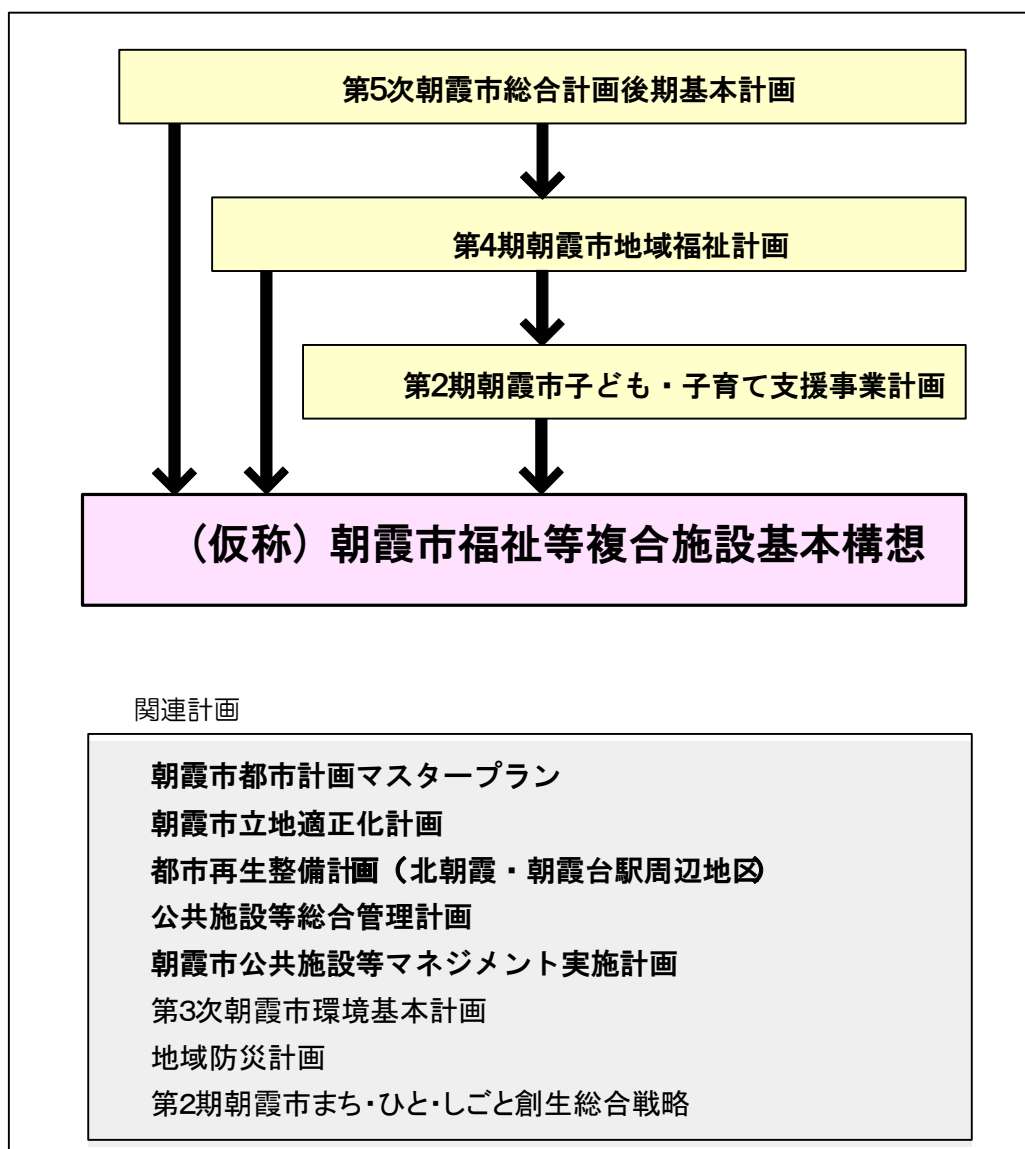 第5次朝霞市総合計画後期基本計画
第4期朝霞市地域福祉計画
第2期朝霞市子ども・子育て支援事業計画
（仮称）朝霞市福祉等複合施設基本構想
関連計画
朝霞市都市計画マスタープラン
朝霞市立地適正化計画
都市再生整備計画（北朝霞・朝霞台駅周辺地区）
公共施設等総合管理計画
朝霞市公共施設等マネジメント実施計画
第3次朝霞市環境基本計画
地域防災計画
第2期朝霞市まち・ひと・しごと創生総合戦略